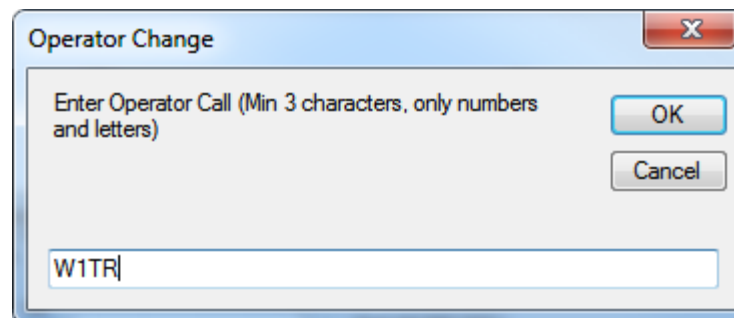 Operator Change
Enter Operator Call (Min 3 characters, only numbers
and letters)
OK
Cancel
W1TR